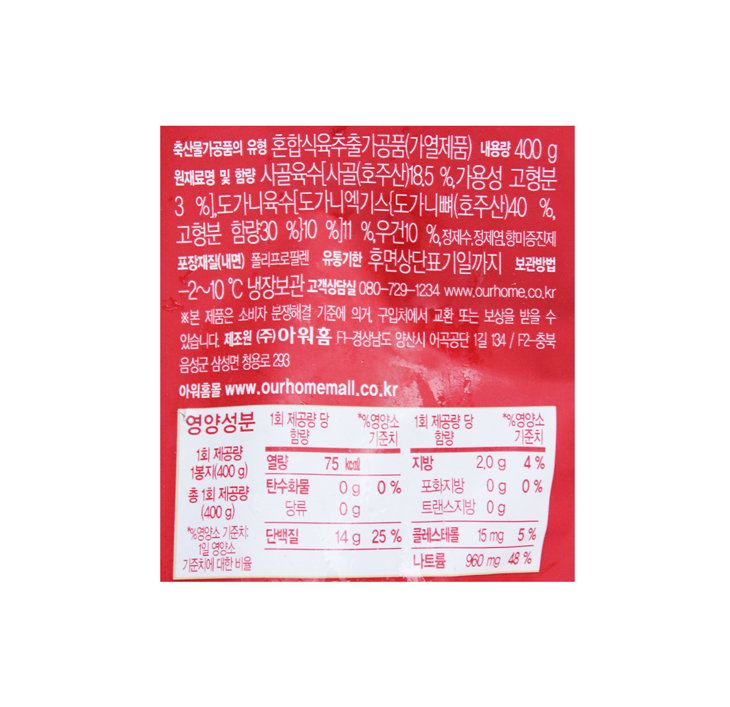 축산물가공품의 유형 혼합식육추출가공품(가열제품) 내용량 400 g
원재료명 및 함량 사골육수[사골(호주산)18.5 %, 가용성 고형분
3 %], 도가니육수[도가니엑기스{도가니뼈(호주산)40 %,
고형분 함량30 %}10 %]11 %, 우건10 %, 정제수, 정제염, 향미증진제
포장재질(내면) 폴리프로필렌 유통기한 후면상단표기일까지 보관방법
-2~10 ℃ 냉장보관 고객상담실 080-729-1234 www.ourhome.co.kr
※본 제품은 소비자 분쟁해결 기준에 의거, 구입처에서 교환 또는 보상을 받을 수
있습니다. 제조원 (주)아워홈 F1-경상남도 양산시 어곡공단 1길 134 / F2-충북
음성군 삼성면 청용로 293
아워홈몰 www.ourhomemall.co.kr
영양성분
1회 제공량
1봉지(400 g)
총 1회 제공량
(400 g)
*%영양소 기준치:
1일 영양소
기준치에 대한 비율
1회 제공량 당 함량 *%영양소 기준치
열량 75 kcal
탄수화물 0 g 0 %
당류 0 g
단백질 14 g 25 %
1회 제공량 당 함량 *%영양소 기준치
지방 2.0 g 4 %
포화지방 0 g 0 %
트랜스지방 0 g
콜레스테롤 15 mg 5 %
나트륨 960 mg 48 %